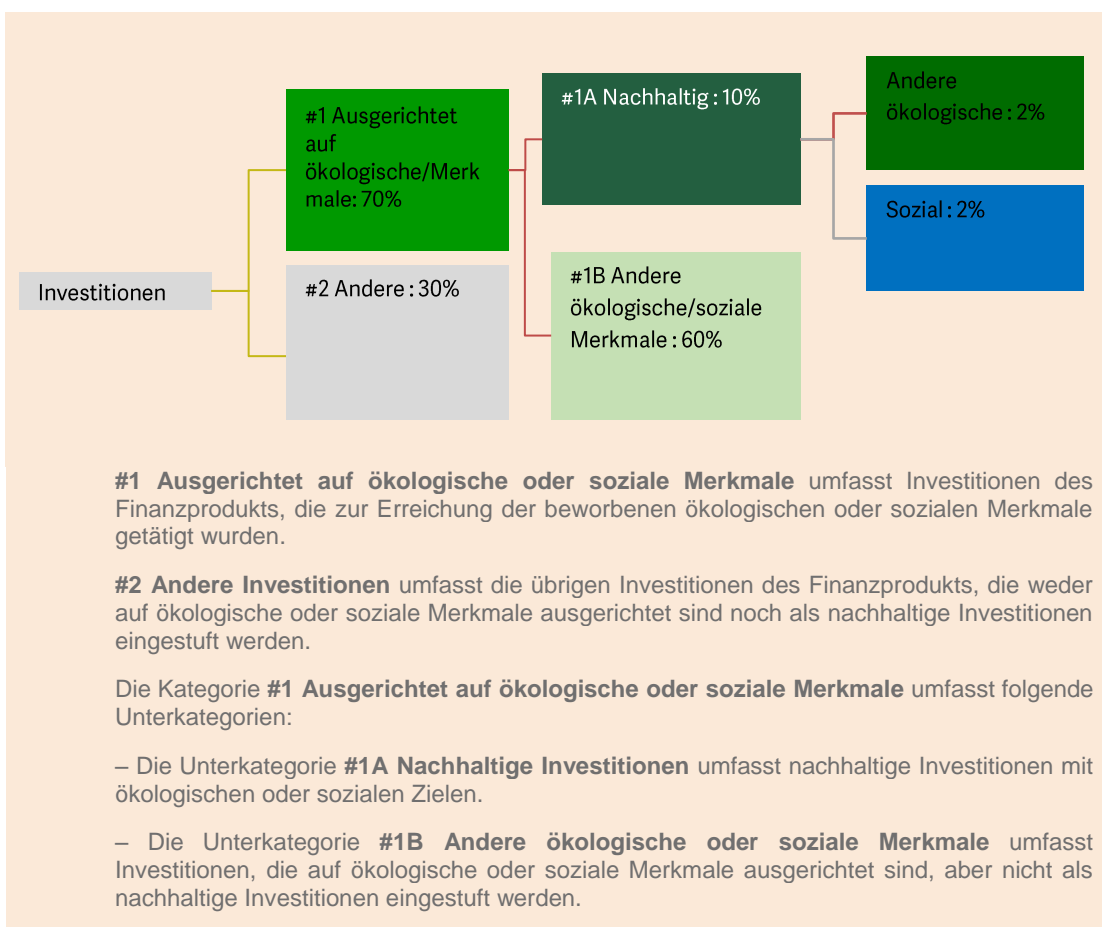 Investitionen
#1 Ausgerichtet
auf
ökologische/Merk
male: 70%
#2 Andere : 30%
#1A Nachhaltig : 10%
#1B Andere
ökologische/soziale
Merkmale : 60%
Andere
ökologische : 2%
Sozial : 2%
#1 Ausgerichtet auf ökologische oder soziale Merkmale umfasst Investitionen des
Finanzprodukts, die zur Erreichung der beworbenen ökologischen oder sozialen Merkmale
getätigt wurden.
#2 Andere Investitionen umfasst die übrigen Investitionen des Finanzprodukts, die weder
auf ökologische oder soziale Merkmale ausgerichtet sind noch als nachhaltige Investitionen
eingestuft werden.
Die Kategorie #1 Ausgerichtet auf ökologische oder soziale Merkmale umfasst folgende
Unterkategorien:
– Die Unterkategorie #1A Nachhaltige Investitionen umfasst nachhaltige Investitionen mit
ökologischen oder sozialen Zielen.
– Die Unterkategorie #1B Andere ökologische oder soziale Merkmale umfasst
Investitionen, die auf ökologische oder soziale Merkmale ausgerichtet sind, aber nicht als
nachhaltige Investitionen eingestuft werden.